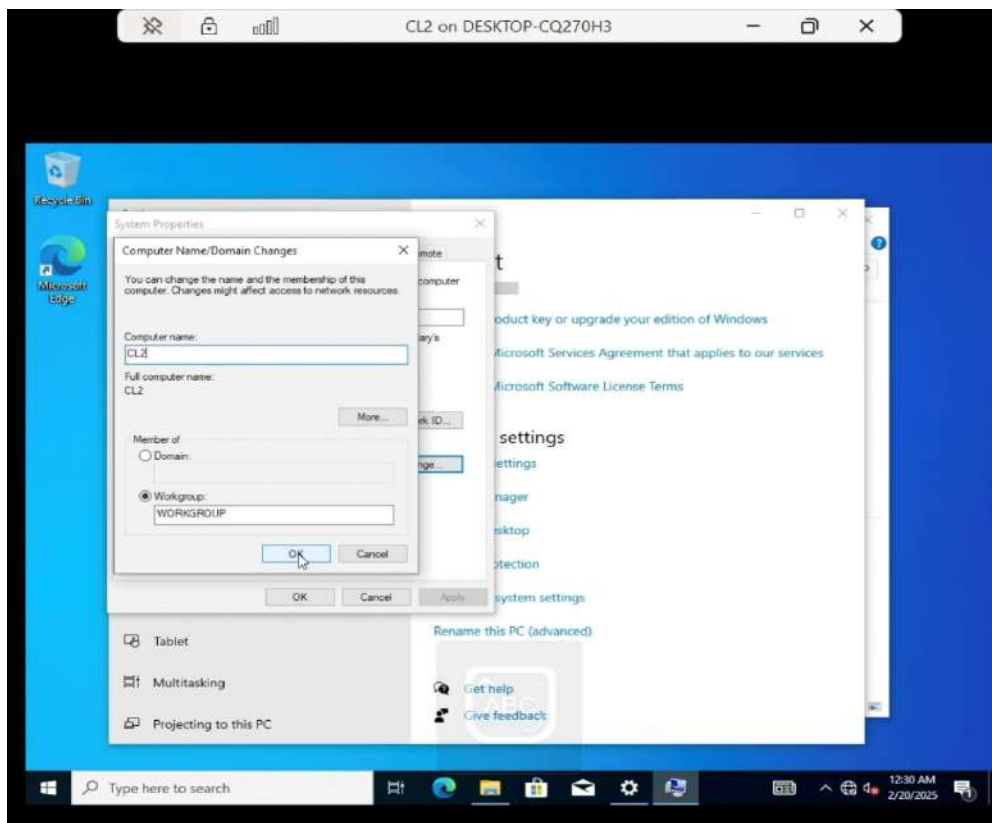 CL2 on DESKTOP-CQ270H3
Recycle Bin
Microsoft
Edge
System Properties
Computer Name/Domain Changes
You can change the name and the membership of this
computer. Changes might affect access to network resources.
Computer name:
CL2
Full computer name:
CL2
More...
Member of
Domain:
Workgroup:
WORKGROUP
OK
Cancel
mote
computer
ary's
rk ID...
nge...
OK
Cancel
Apply
t
oduct key or upgrade your edition of Windows
Microsoft Services Agreement that applies to our services
Microsoft Software License Terms
settings
ettings
nager
sktop
otection
system settings
Rename this PC (advanced)
Get help
Give feedback
ABC
Tablet
Multitasking
Projecting to this PC
Type here to search
12:30 AM
2/20/2025